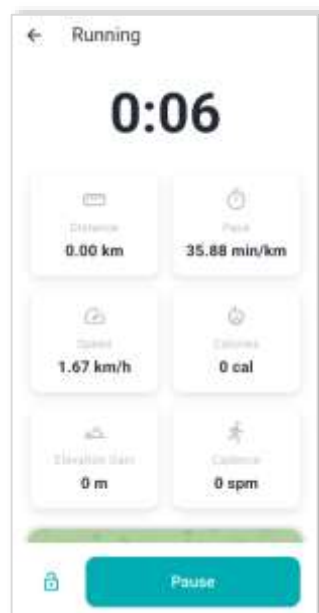 Running
0:06
Distance
Pace
0.00 km
35.88 min/km
Speed
Calories
1.67 km/h
0 cal
Elevation Gain
Cadence
0 m
0 spm
Pause